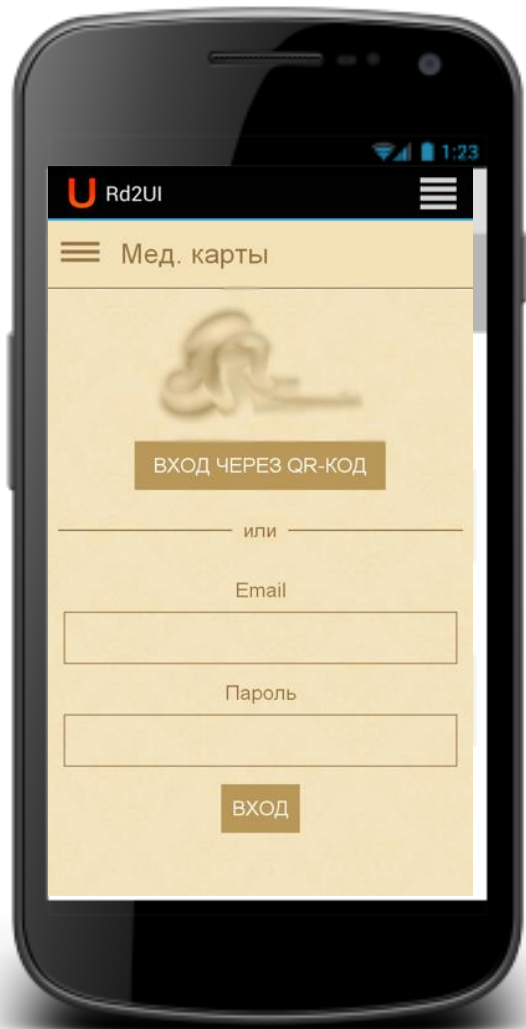 1:23
U Rd2UI
Мед. карты
ВХОД ЧЕРЕЗ QR-КОД
или
Email
Пароль
ВХОД